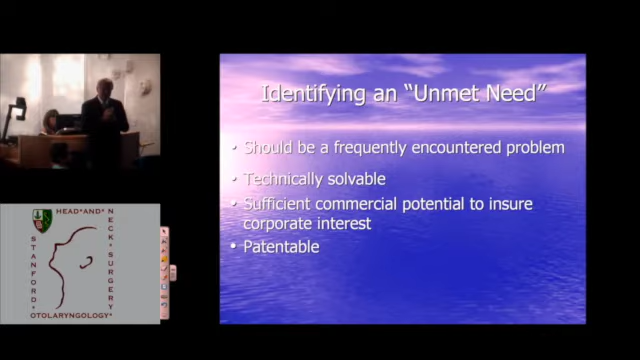 Identifying an “Unmet Need”
• Should be a frequently encountered problem
• Technically solvable
• Sufficient commercial potential to insure
corporate interest
• Patentable
HEAD*AND*
NECK*SURGERY
STANFORD
OTOLARYNGOLOGY*